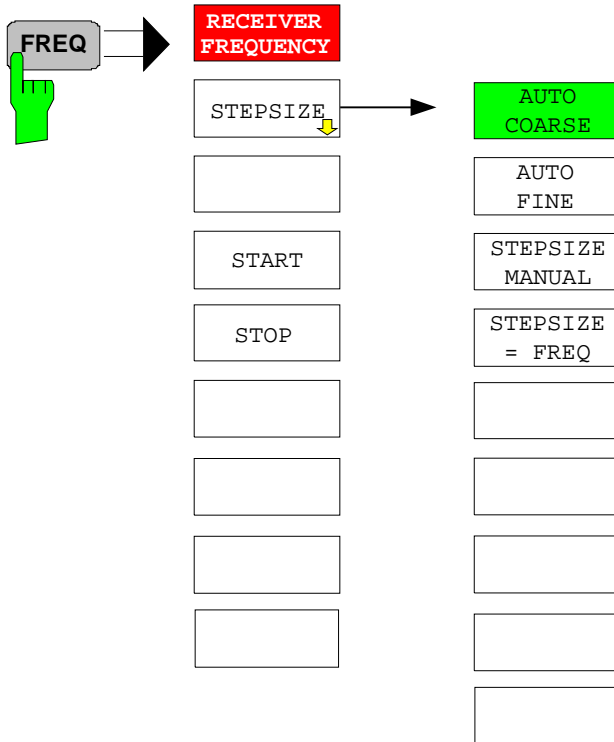 FREQ
RECEIVER
FREQUENCY
STEPSIZE
START
STOP
AUTO
COARSE
AUTO
FINE
STEPSIZE
MANUAL
STEPSIZE
= FREQ